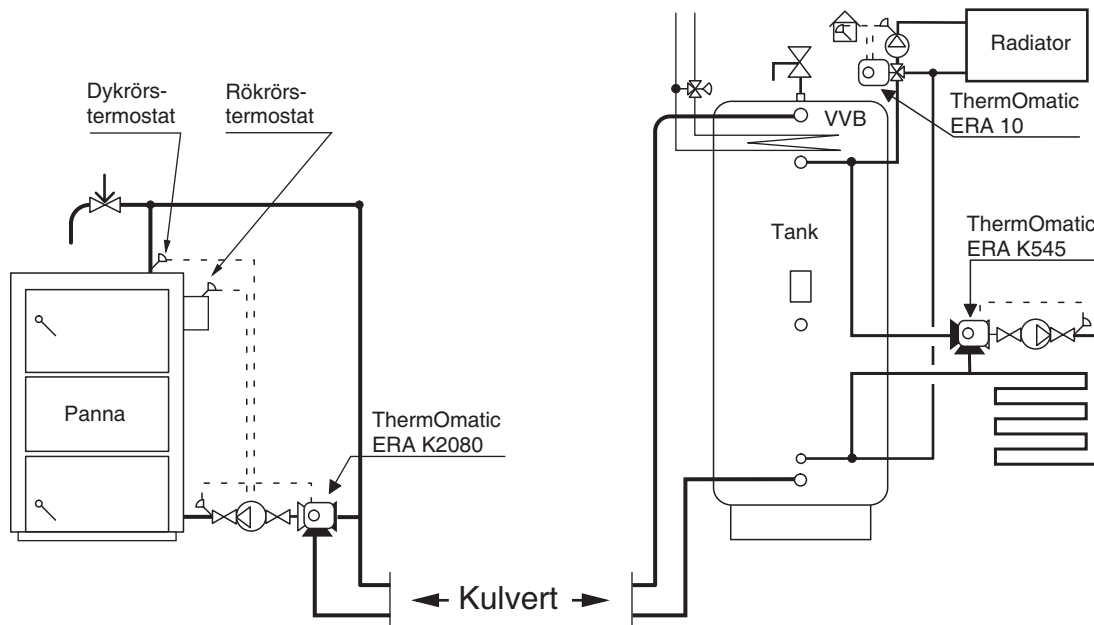 Dykrörs-
termostat
Rökrörs-
termostat
Radiator
ThermOmatic
ERA 10
VVB
Tank
ThermOmatic
ERA K545
Panna
ThermOmatic
ERA K2080
Kulvert